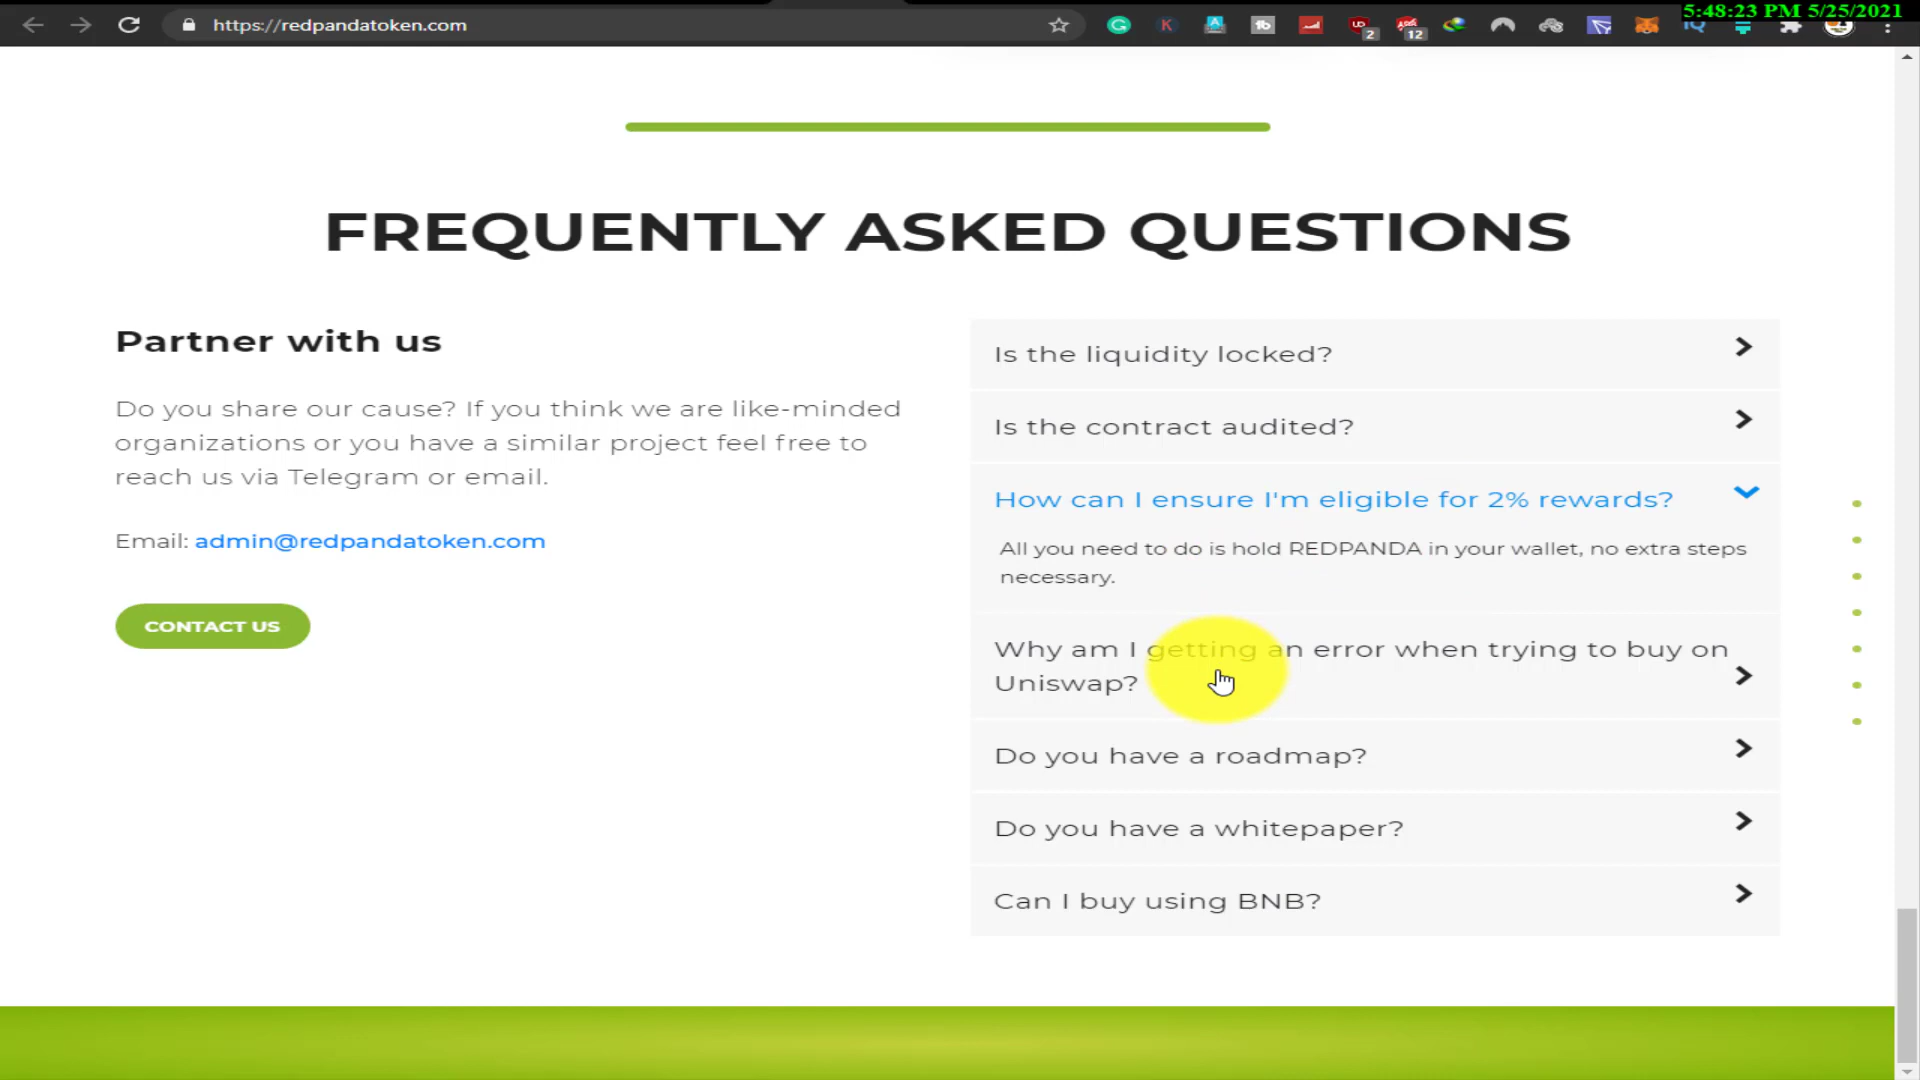 5:48:23 PM 5/25/2021
https://redpandatoken.com
2
12
FREQUENTLY ASKED QUESTIONS
Partner with us
Do you share our cause? If you think we are like-minded
organizations or you have a similar project feel free to
reach us via Telegram or email.
Email: admin@redpandatoken.com
CONTACT US
Is the liquidity locked?
Is the contract audited?
How can I ensure I'm eligible for 2% rewards?
All you need to do is hold REDPANDA in your wallet, no extra steps
necessary.
Why am I getting an error when trying to buy on
Uniswap?
Do you have a roadmap?
Do you have a whitepaper?
Can I buy using BNB?